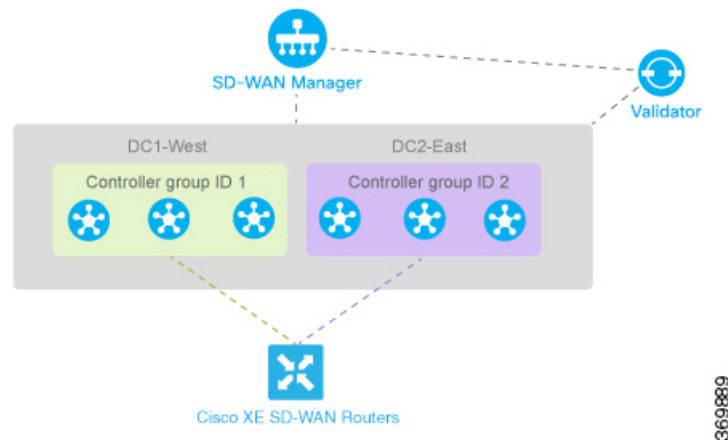 SD-WAN Manager
Validator
DC1-West
DC2-East
Controller group ID 1
Controller group ID 2
Cisco XE SD-WAN Routers
369889